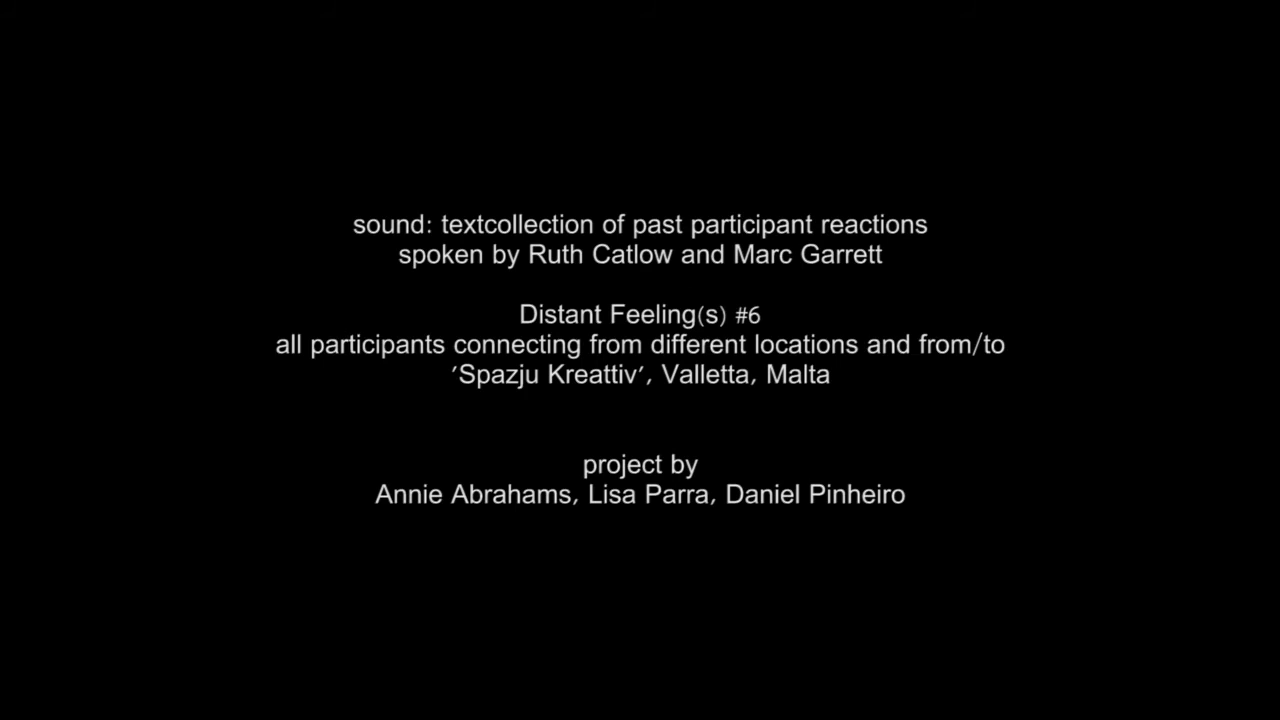 sound: textcollection of past participant reactions
spoken by Ruth Catlow and Marc Garrett
Distant Feeling(s) #6
all participants connecting from different locations and from/to
'Spazju Kreattiv', Valletta, Malta
project by
Annie Abrahams, Lisa Parra, Daniel Pinheiro